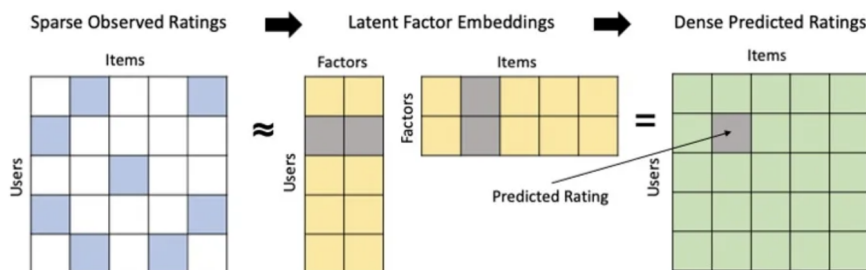 Sparse Observed Ratings
Latent Factor Embeddings
Dense Predicted Ratings
Items
Factors
Items
Items
Users
≈
Users
Factors
=
Users
Predicted Rating